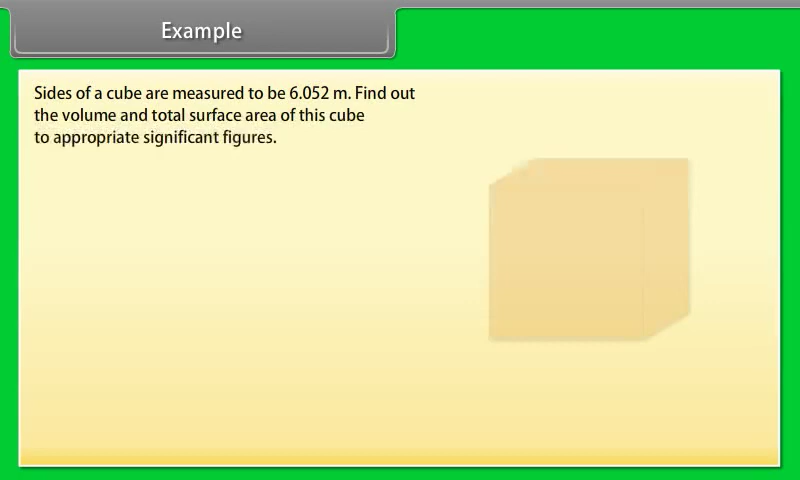 Example
Sides of a cube are measured to be 6.052 m. Find out
the volume and total surface area of this cube
to appropriate significant figures.